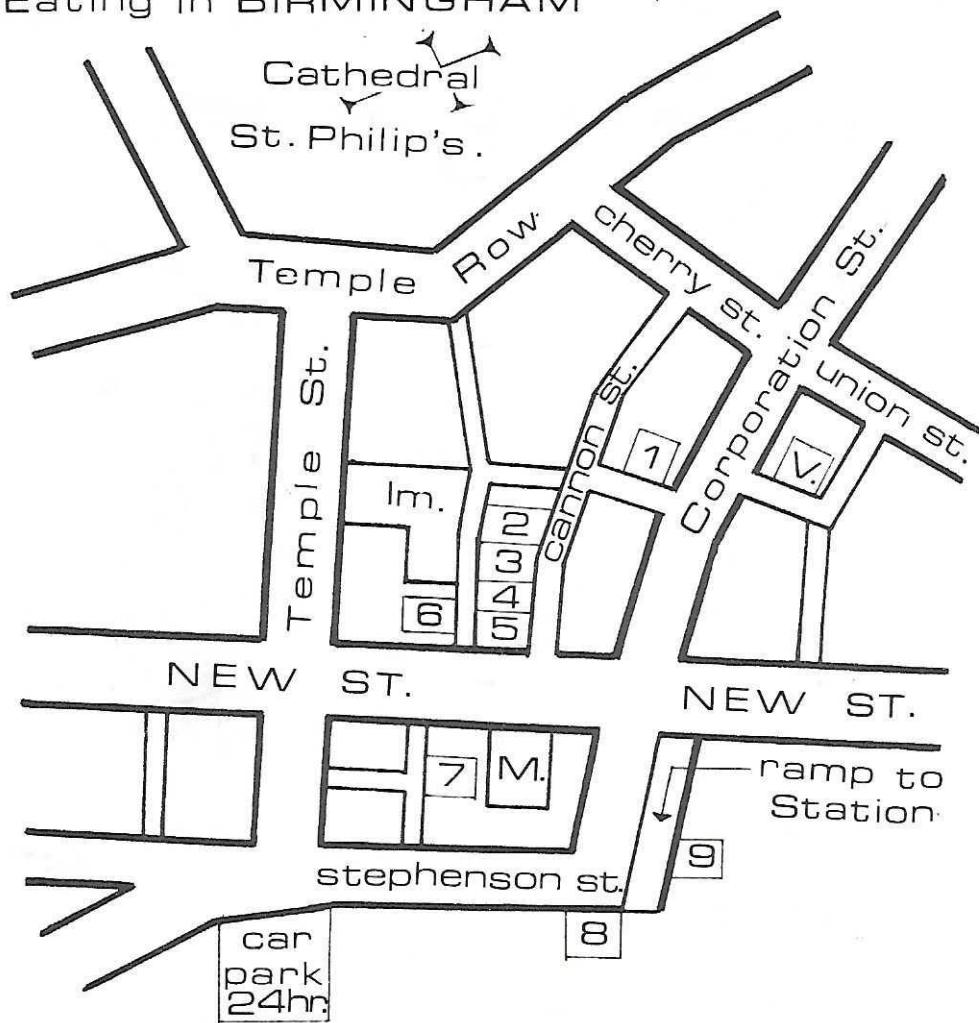 Eating in BIRMINGHAM
Cathedral
St. Philip's.
Temple Row
cherry st.
Corporation St.
union st.
cannon st.
Temple St.
1
V.
Im.
2
3
4
5
6
NEW ST.
NEW ST.
7
M.
ramp to
Station
9
stephenson st.
8
car
park
24hr.